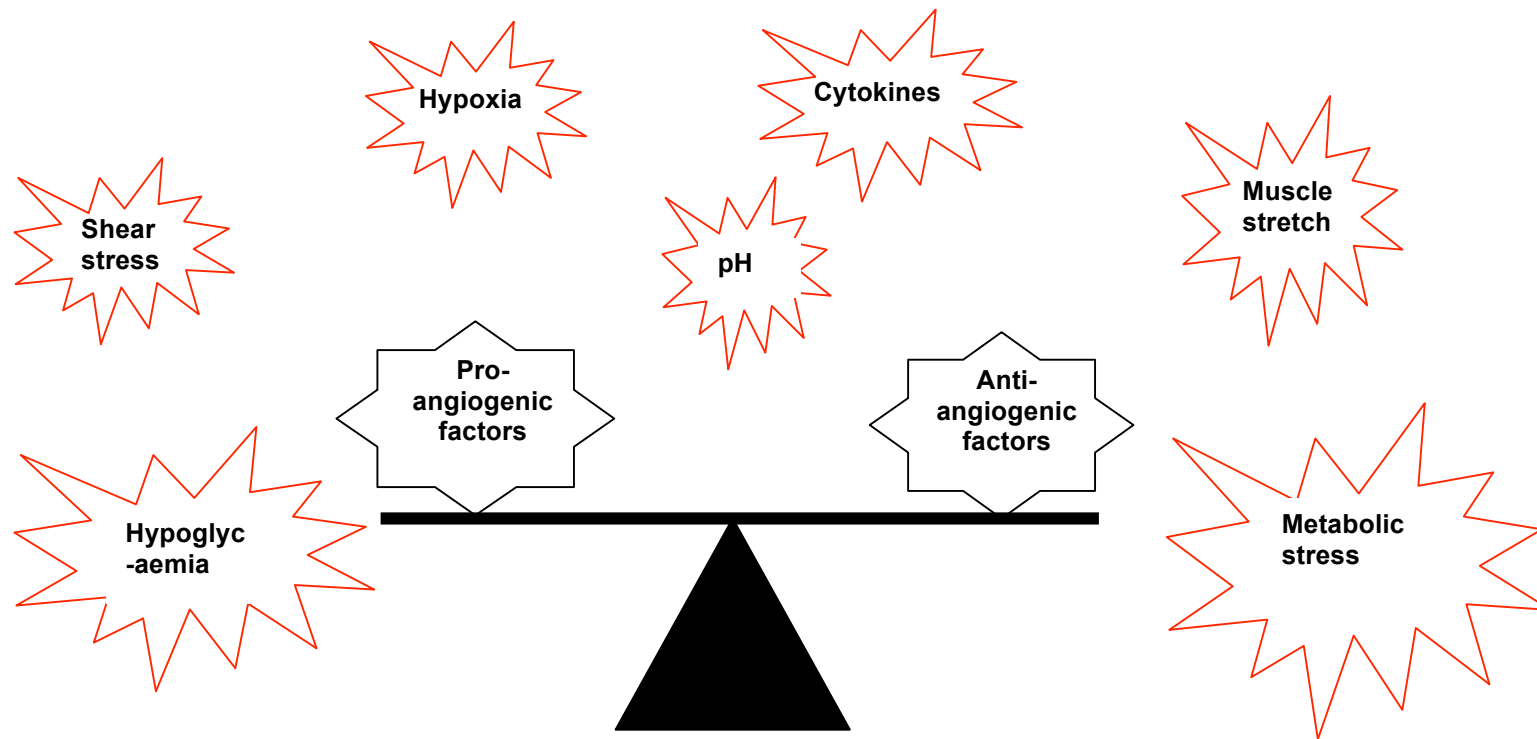 Hypoxia
Cytokines
Shear
stress
Muscle
stretch
pH
Pro-
angiogenic
factors
Anti-
angiogenic
factors
Hypoglyc
-aemia
Metabolic
stress